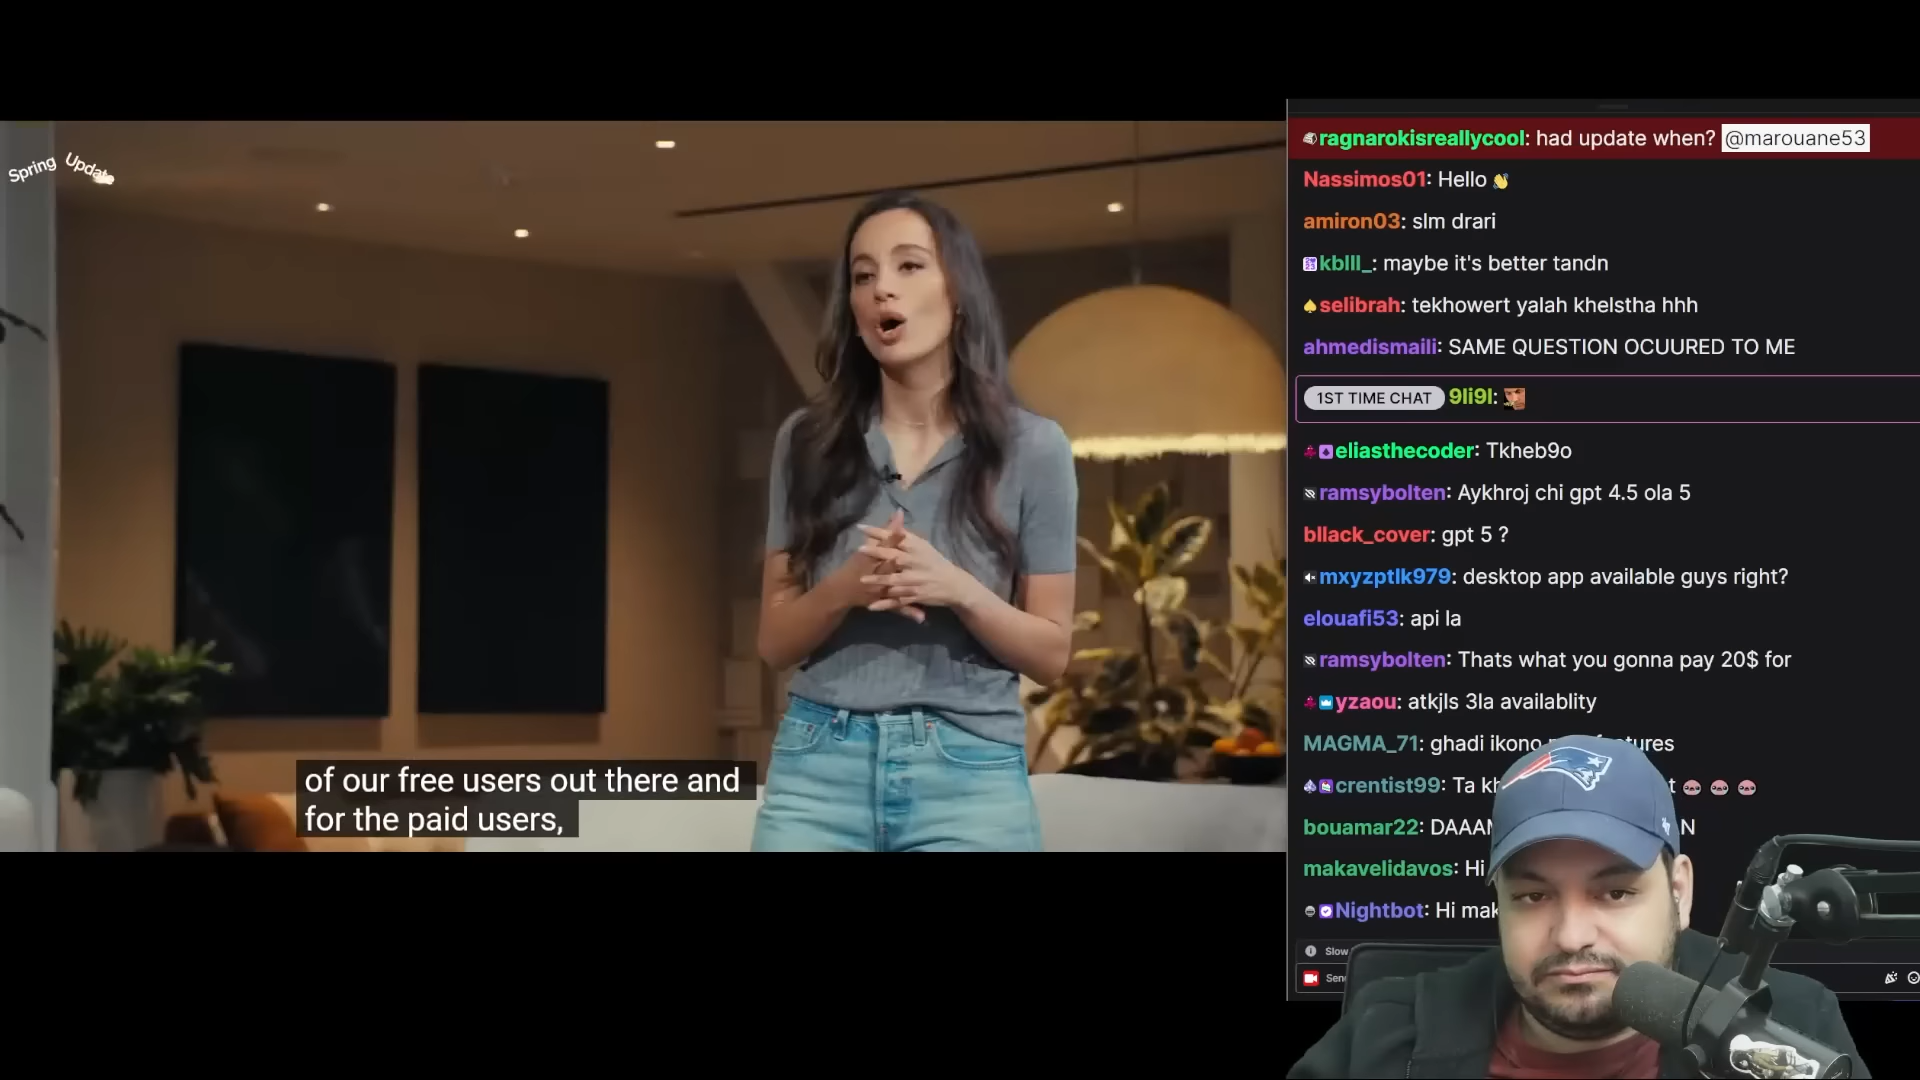 Spring Update
of our free users out there and
for the paid users,
ragnarokisreallycool: had update when? @marouane53
Nassimos01: Hello
amiron03: slm drari
kblll_: maybe it's better tandn
selibrah: tekhowert yalah khelstha hhh
ahmedismaili: SAME QUESTION OCUURED TO ME
1ST TIME CHAT 9li9l:
eliasthecoder: Tkheb9o
ramsybolten: Aykhroj chi gpt 4.5 ola 5
bllack_cover: gpt 5 ?
mxyzptlk979: desktop app available guys right?
elouafi53: api la
ramsybolten: Thats what you gonna pay 20$ for
yzaou: atkjls 3la availablity
MAGMA_71: ghadi ikono
crentist99: Ta
bouamar22:
makavelidavos: Hi
Nightbot: Hi
Slow